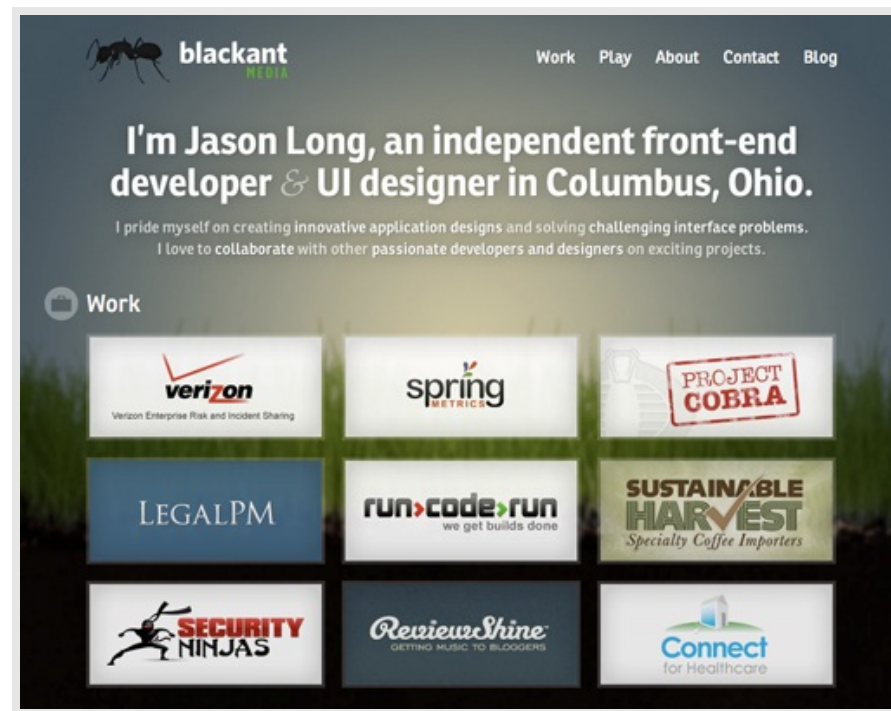 blackant
MEDIA
Work Play About Contact Blog
I'm Jason Long, an independent front-end
developer & UI designer in Columbus, Ohio.
I pride myself on creating innovative application designs and solving challenging interface problems.
I love to collaborate with other passionate developers and designers on exciting projects.
Work
verizon
Verizon Enterprise Risk and Incident Sharing
spring
METRICS
PROJECT
COBRA
LEGALPM
run>code>run
we get builds done
SUSTAINABLE
HARVEST
Specialty Coffee Importers
SECURITY
NINJAS
ReviewShine
GETTING MUSIC TO BLOGGERS
Connect
for Healthcare